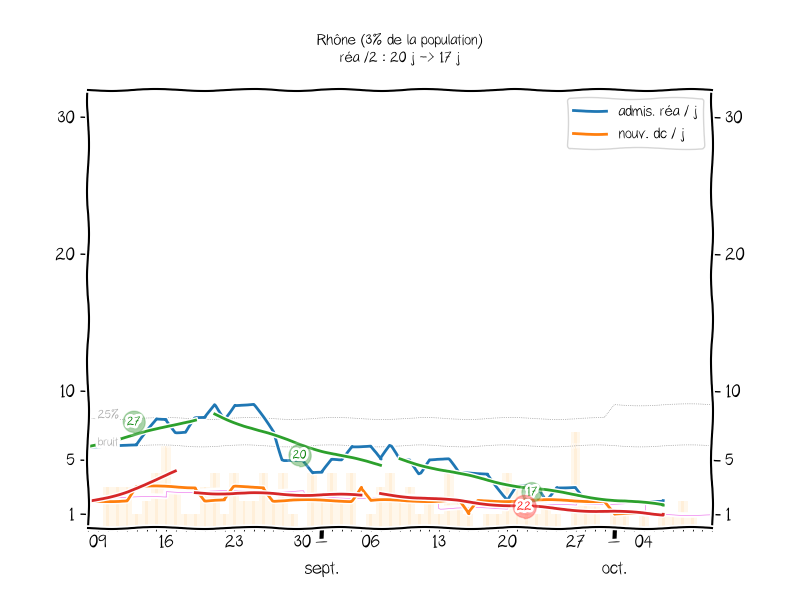 Rhône (3% de la population)
réa /2 : 20 j -> 17 j
admis. réa / j
nouv. dc / j
30
30
20
20
10
10
25%
27
bruit
5
20
5
17
22
1
1
09 16 23 30 06 13 20 27 04
sept. oct.